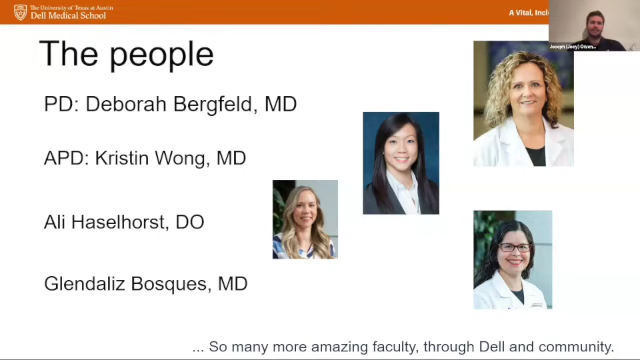 The University of Texas at Austin
Dell Medical School
A Vital, Inclu
The people
PD: Deborah Bergfeld, MD
APD: Kristin Wong, MD
Ali Haselhorst, DO
Glendaliz Bosques, MD
... So many more amazing faculty, through Dell and community.